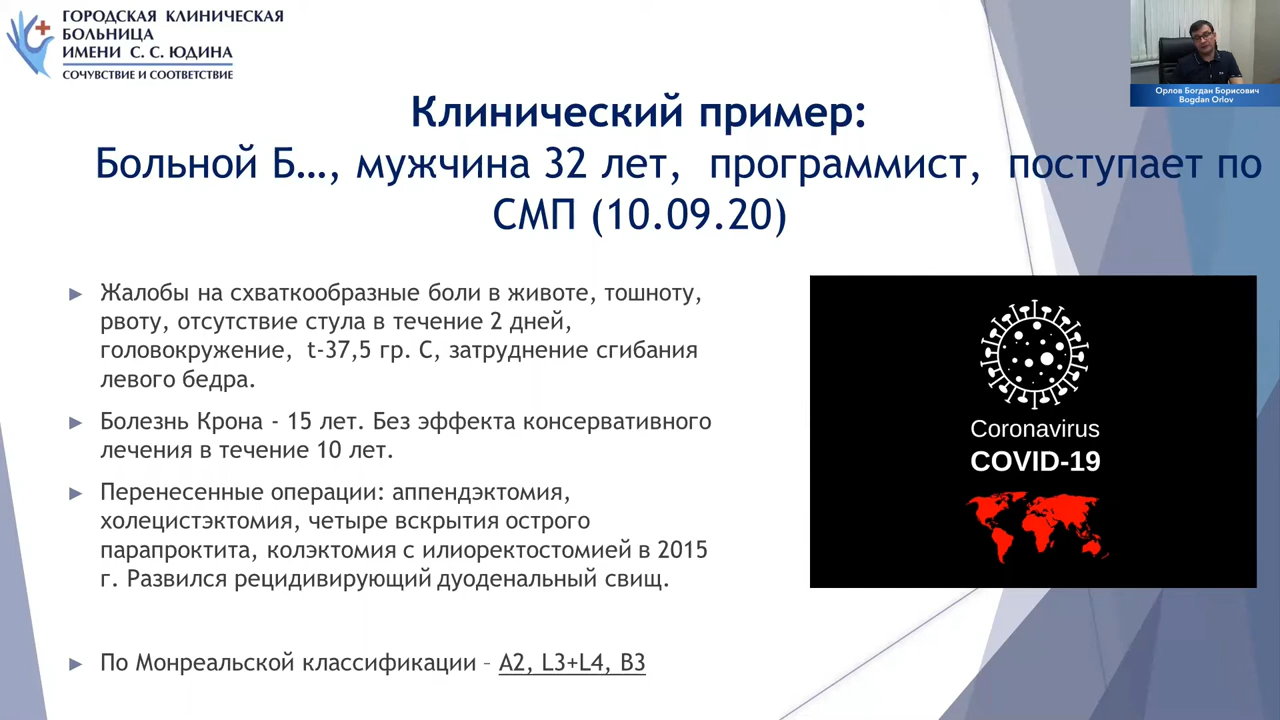 ГОРОДСКАЯ КЛИНИЧЕСКАЯ
БОЛЬНИЦА
ИМЕНИ С. С. ЮДИНА
СОЧУВСТВИЕ И СООТВЕТСТВИЕ
Орлов Богдан Борисович
Bogdan Orlov
Клинический пример:
Больной Б…, мужчина 32 лет, программист, поступает по
СМП (10.09.20)
Жалобы на схваткообразные боли в животе, тошноту,
рвоту, отсутствие стула в течение 2 дней,
головокружение, t-37,5 гр. С, затруднение сгибания
левого бедра.
Болезнь Крона - 15 лет. Без эффекта консервативного
лечения в течение 10 лет.
Перенесенные операции: аппендэктомия,
холецистэктомия, четыре вскрытия острого
парапроктита, колэктомия с илиоректостомией в 2015
г. Развился рецидивирующий дуоденальный свищ.
По Монреальской классификации – A2, L3+L4, B3
Coronavirus
COVID-19